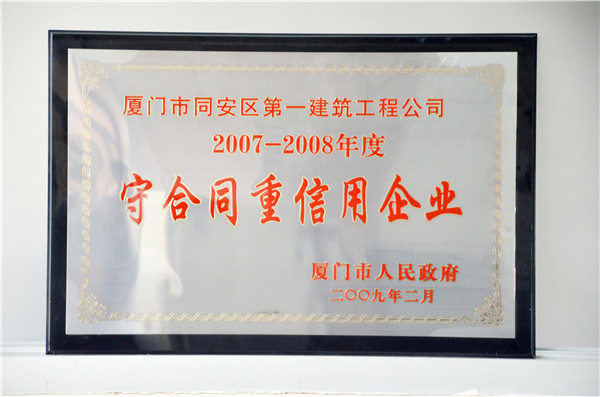 厦门市同安区第一建筑工程公司
2007-2008年度
守合同重信用企业
厦门市人民政府
二〇〇九年二月